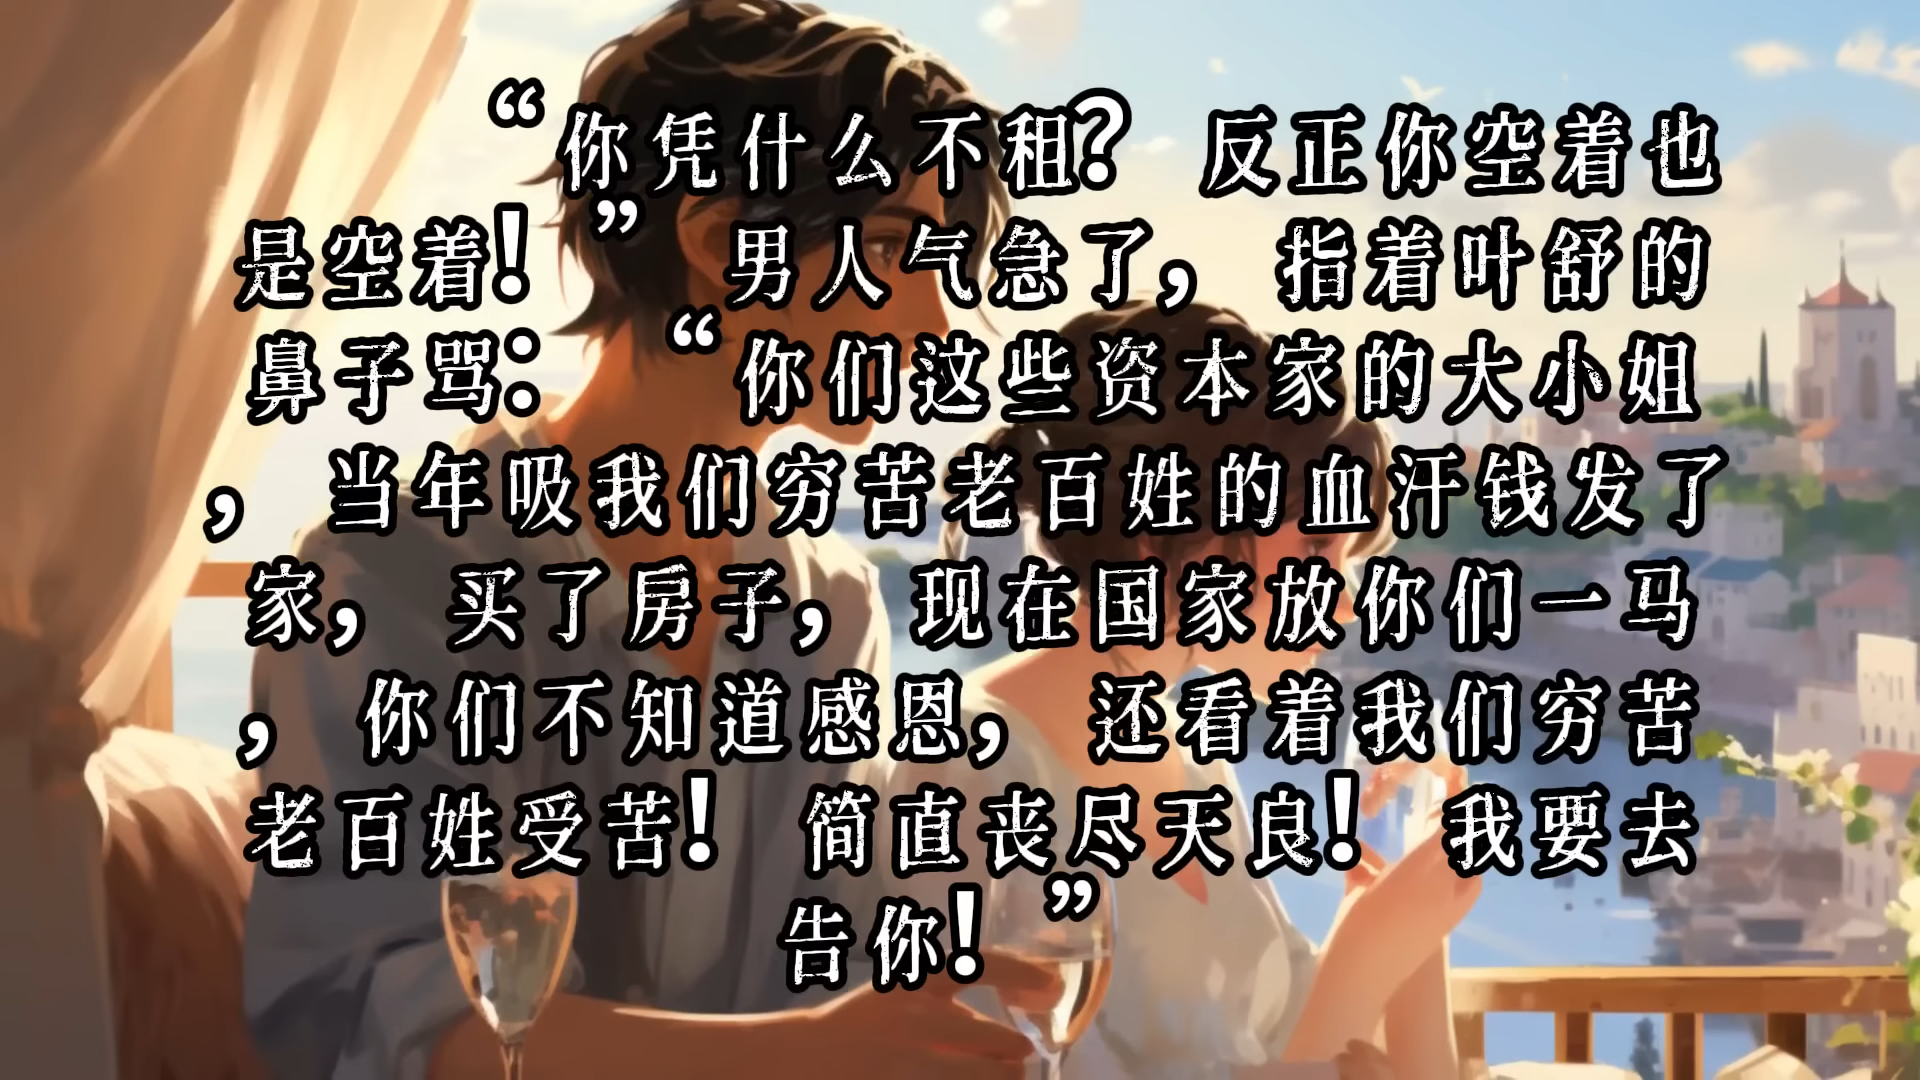 “你凭什么不租？反正你空着也
是空着！”男人气急了，指着叶舒的
鼻子骂：“你们这些资本家的大小姐
，当年吸我们穷苦老百姓的血汗钱发了
家，买了房子，现在国家放你们一马
，你们不知道感恩，还看着我们穷苦
老百姓受苦！简直丧尽天良！我要去
告你！”